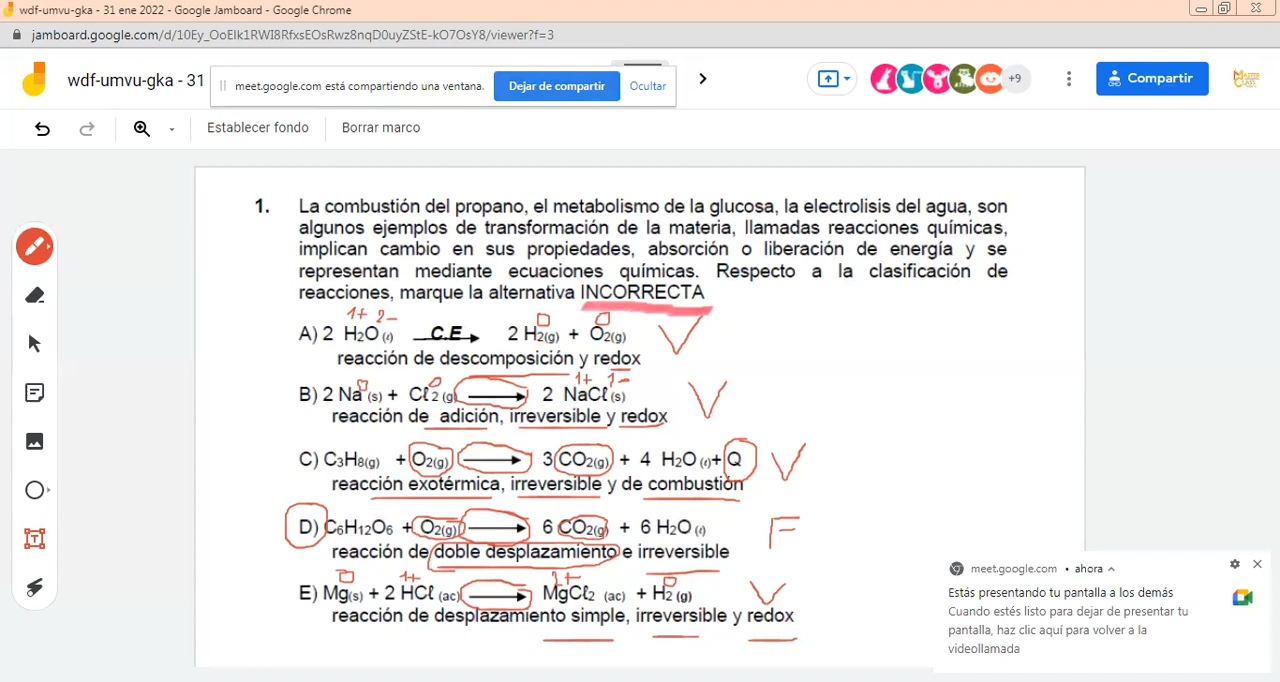 wdf-umvu-gka - 31 ene 2022 - Google Jamboard - Google Chrome
jamboard.google.com/d/10Ey_OoElk1RWI8RfxsEOsRwz8nqD0uyZStE-kO7OsY8/viewer?f=3
wdf-umvu-gka - 31
meet.google.com está compartiendo una ventana.
Dejar de compartir
Ocultar
+9
Compartir
MASTER CLASS
Establecer fondo
Borrar marco
1. La combustión del propano, el metabolismo de la glucosa, la electrolisis del agua, son
algunos ejemplos de transformación de la materia, llamadas reacciones químicas,
implican cambio en sus propiedades, absorción o liberación de energía y se
representan mediante ecuaciones químicas. Respecto a la clasificación de
reacciones, marque la alternativa INCORRECTA
1+ 2- 0 0
A) 2 H2O (ℓ) C.E 2 H2(g) + O2(g) V
reacción de descomposición y redox
0 0 1+ 1-
B) 2 Na (s) + Cℓ2 (g) → 2 NaCℓ (s) V
reacción de adición, irreversible y redox
C) C3H8(g) + O2(g) → 3 CO2(g) + 4 H2O (ℓ)+ Q V
reacción exotérmica, irreversible y de combustión
D) C6H12O6 + O2(g) → 6 CO2(g) + 6 H2O (ℓ) F
reacción de doble desplazamiento e irreversible
0 1+ 2+ 0
E) Mg(s) + 2 HCℓ (ac) → MgCℓ2 (ac) + H2 (g) V
reacción de desplazamiento simple, irreversible y redox
meet.google.com • ahora
Estás presentando tu pantalla a los demás
Cuando estés listo para dejar de presentar tu
pantalla, haz clic aquí para volver a la
videollamada